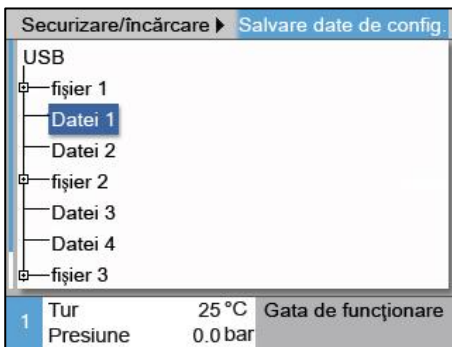 Securizare/încărcare ▶ Salvare date de config.
USB
fişier 1
Datei 1
Datei 2
fişier 2
Datei 3
Datei 4
fişier 3
1 Tur 25 °C Gata de funcţionare
Presiune 0.0 bar